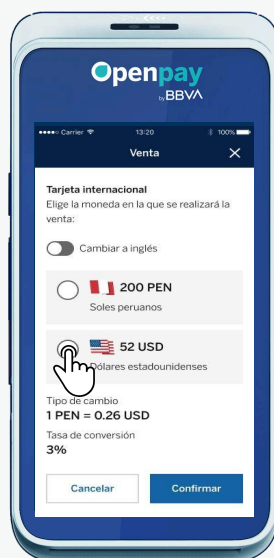 Openpay
by BBVA
Carrier 13:20 100%
Venta
Tarjeta internacional
Elige la moneda en la que se realizará la
venta:
Cambiar a inglés
200 PEN
Soles peruanos
52 USD
Dólares estadounidenses
Tipo de cambio
1 PEN = 0.26 USD
Tasa de conversión
3%
Cancelar Confirmar